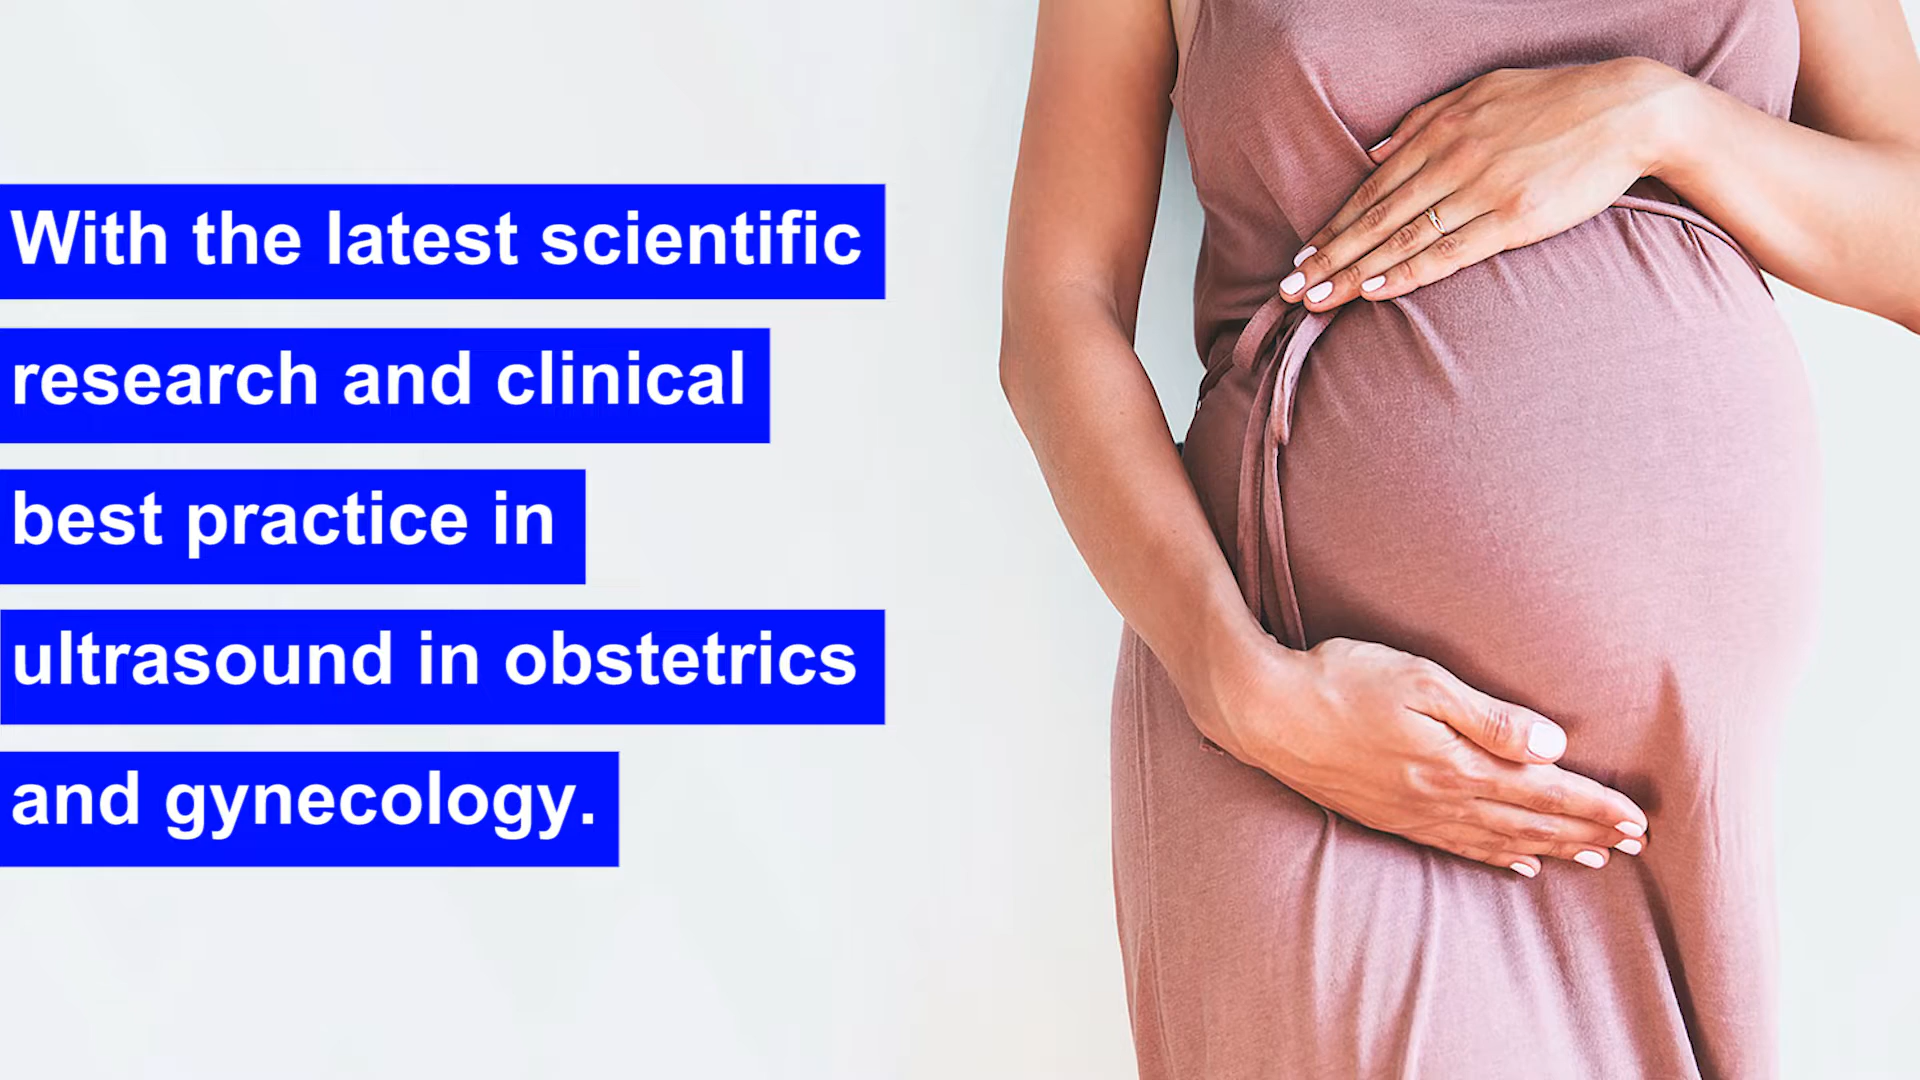 With the latest scientific
research and clinical
best practice in
ultrasound in obstetrics
and gynecology.